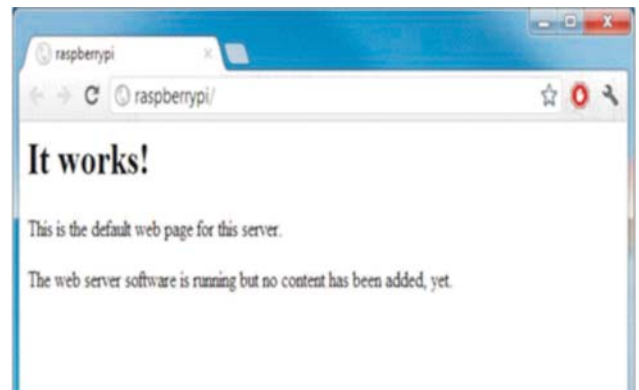 raspberrypi
raspberrypi/
It works!
This is the default web page for this server.
The web server software is running but no content has been added, yet.